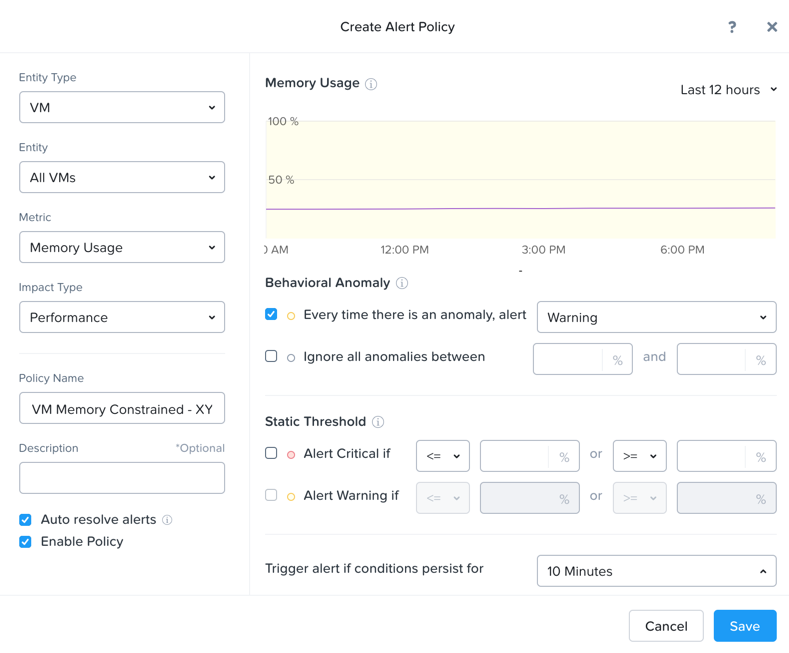 Create Alert Policy
?
Entity Type
VM
Entity
All VMs
Metric
Memory Usage
Impact Type
Performance
Policy Name
VM Memory Constrained - XY
Description *Optional
Auto resolve alerts
Enable Policy
Memory Usage
Last 12 hours
100 %
50 %
0 AM 12:00 PM 3:00 PM 6:00 PM
-
Behavioral Anomaly
Every time there is an anomaly, alert Warning
Ignore all anomalies between % and %
Static Threshold
Alert Critical if <= % or >= %
Alert Warning if <= % or >= %
Trigger alert if conditions persist for 10 Minutes
Cancel Save